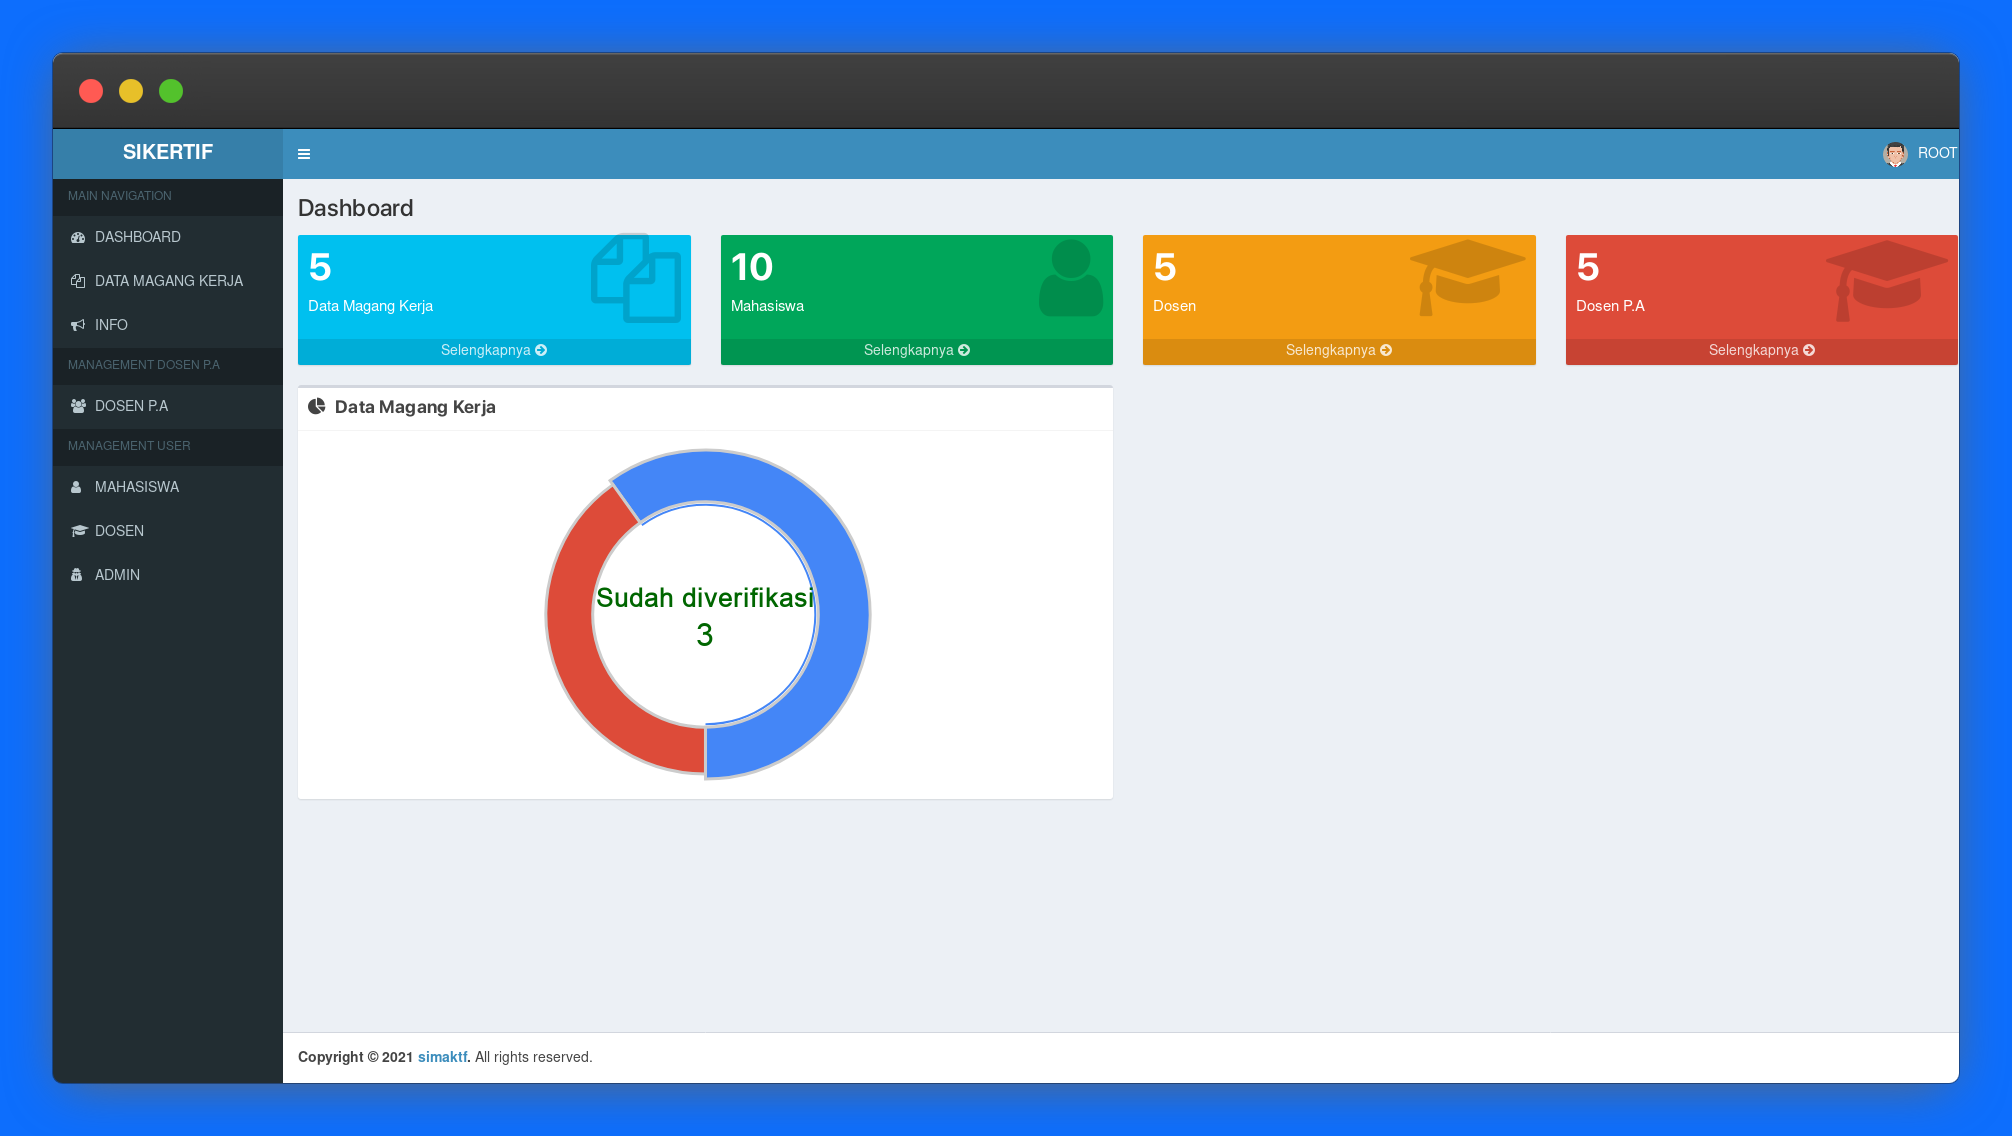 SIKERTIF
ROOT
MAIN NAVIGATION
DASHBOARD
DATA MAGANG KERJA
INFO
MANAGEMENT DOSEN P.A
DOSEN P.A
MANAGEMENT USER
MAHASISWA
DOSEN
ADMIN
Dashboard
5
Data Magang Kerja
Selengkapnya
10
Mahasiswa
Selengkapnya
5
Dosen
Selengkapnya
5
Dosen P.A
Selengkapnya
Data Magang Kerja
Sudah diverifikasi
3
Copyright © 2021 simaktf. All rights reserved.